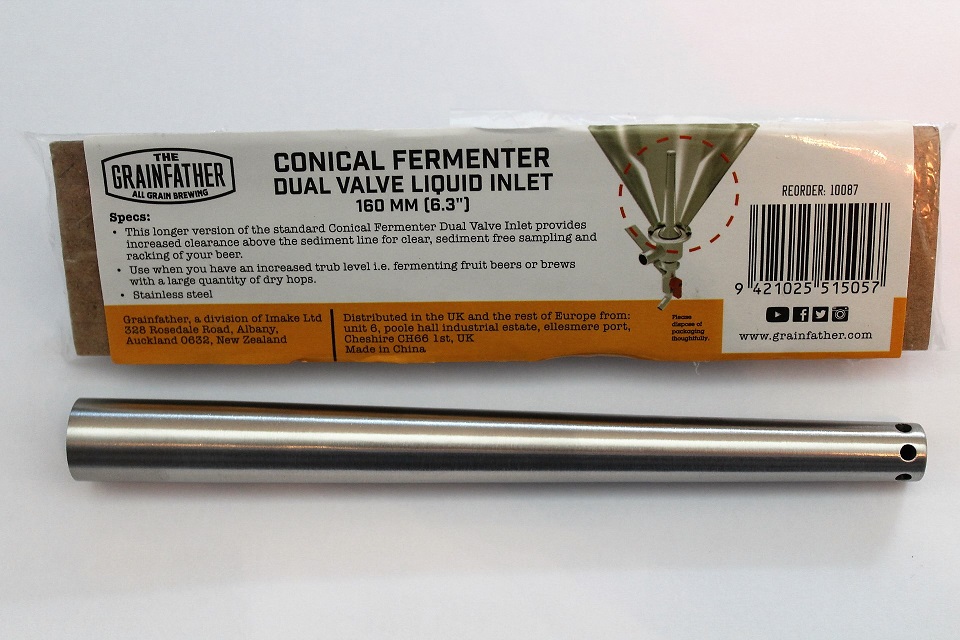 THE
GRAINFATHER
ALL GRAIN BREWING
CONICAL FERMENTER
DUAL VALVE LIQUID INLET
160 MM (6.3")
Specs:
• This longer version of the standard Conical Fermenter Dual Valve Inlet provides
increased clearance above the sediment line for clear, sediment free sampling and
racking of your beer.
• Use when you have an increased trub level i.e. fermenting fruit beers or brews
with a large quantity of dry hops.
• Stainless steel
Grainfather, a division of Imake Ltd
328 Rosedale Road, Albany,
Auckland 0632, New Zealand
Distributed in the UK and the rest of Europe from:
unit 6, poole hall industrial estate, ellesmere port,
Cheshire CH66 1st, UK
Made in China
Please
dispose of
packaging
thoughtfully.
REORDER: 10087
9 421025 515057
www.grainfather.com